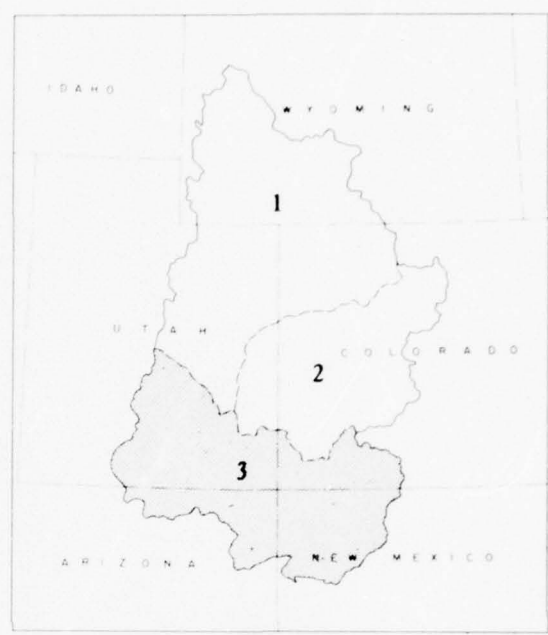 IDAHO
WYOMING
1
UTAH
COLORADO
2
3
ARIZONA
NEW MEXICO